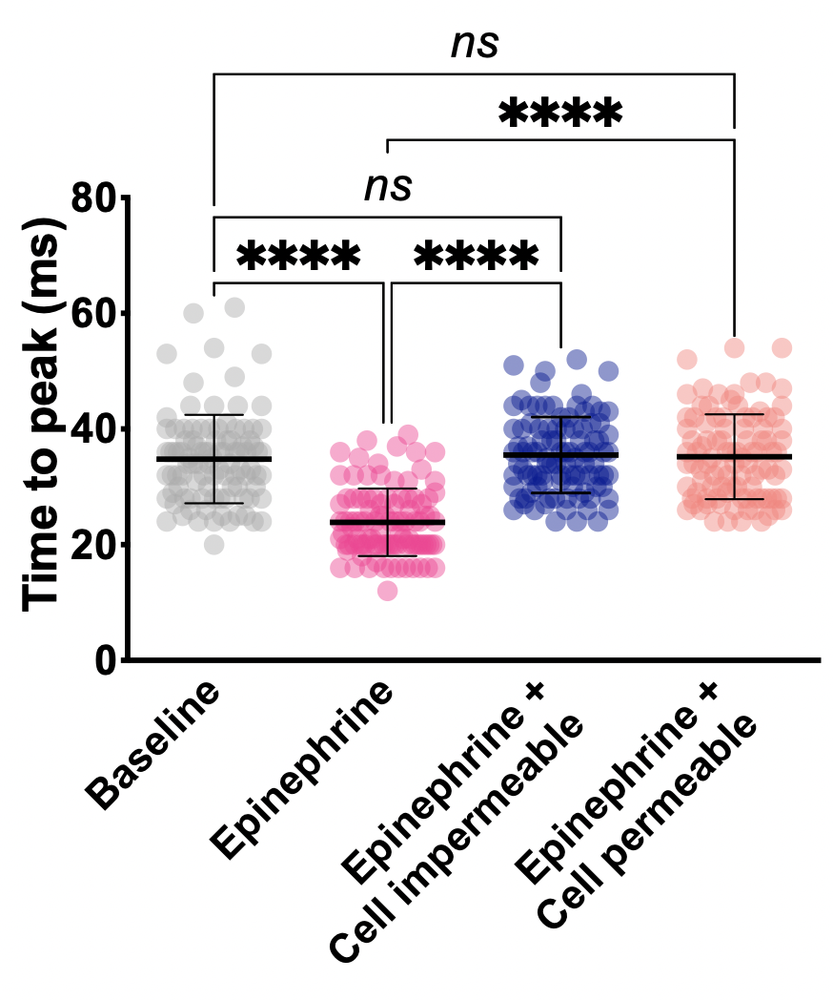 ns
****
ns
**** ****
Time to peak (ms)
80
60
40
20
0
Baseline
Epinephrine
Epinephrine +
Cell impermeable
Epinephrine +
Cell permeable